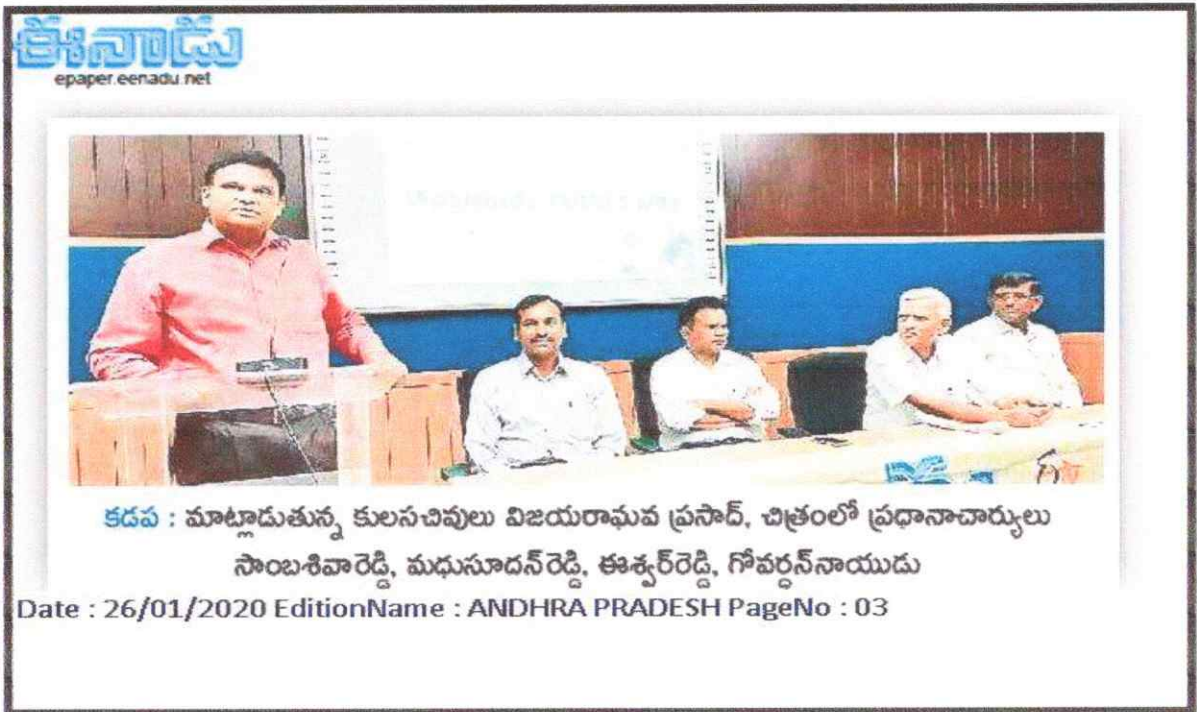 ఈనాడు
epaper.eenadu.net
కడప : మాట్లాడుతున్న కులసచివులు విజయరాఘవ ప్రసాద్, చిత్రంలో ప్రధానాచార్యులు
సాంబశివారెడ్డి, మధుసూదన్‌రెడ్డి, ఈశ్వర్‌రెడ్డి, గోవర్ధన్‌నాయుడు
Date : 26/01/2020 EditionName : ANDHRA PRADESH PageNo : 03